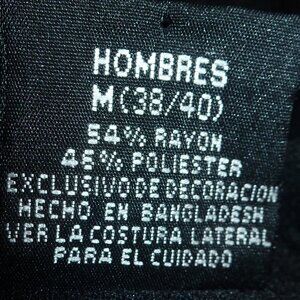 HOMBRES
M (38/40)
54% RAYON
46% POLIESTER
EXCLUSIVO DE DECORACION
HECHO EN BANGLADESH
VER LA COSTURA LATERAL
PARA EL CUIDADO